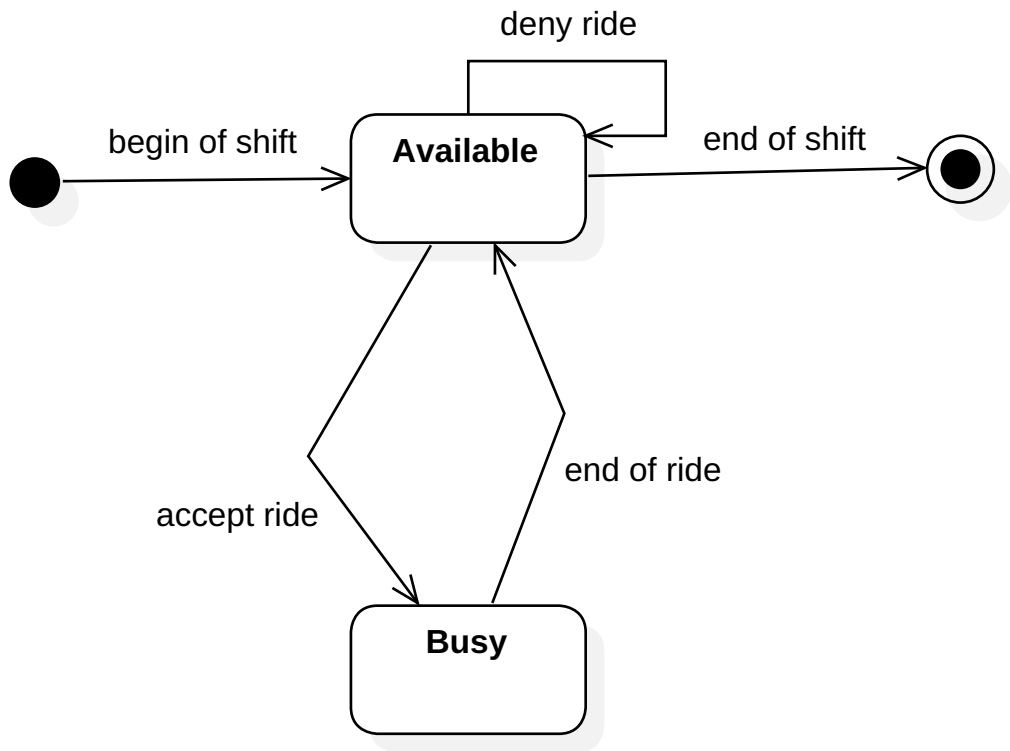 deny ride
begin of shift
Available
end of shift
end of ride
accept ride
Busy